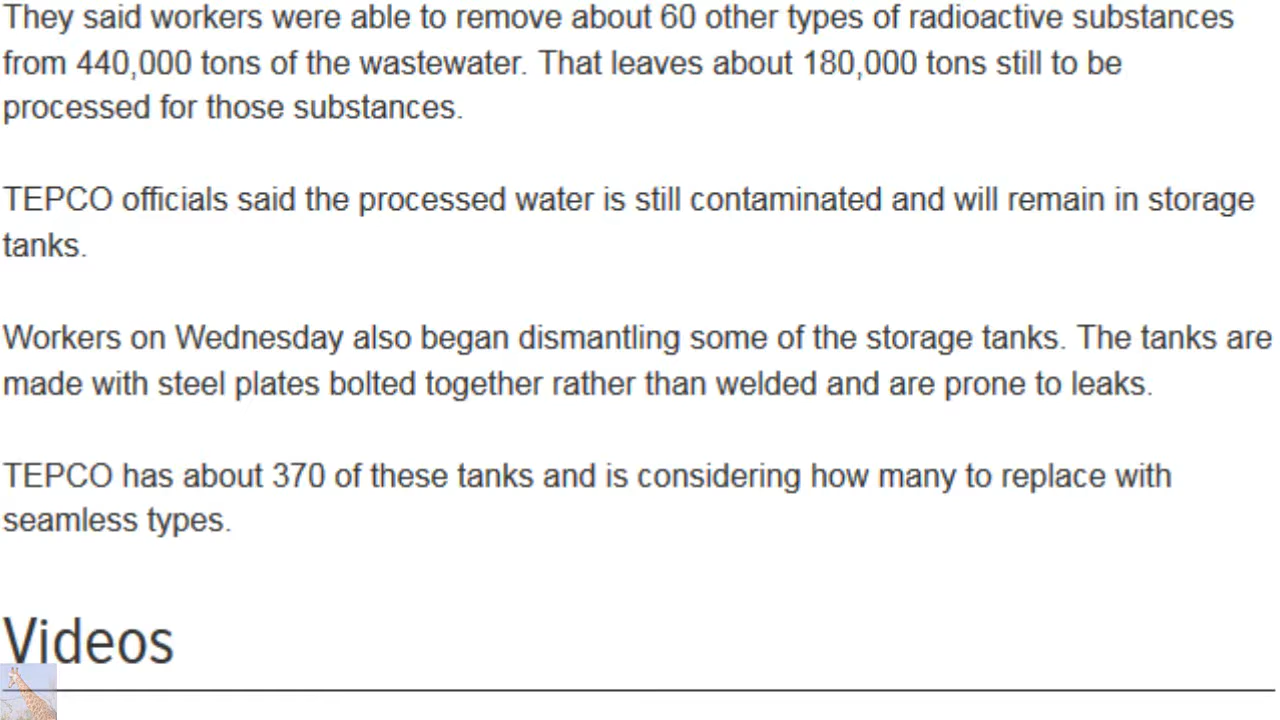 They said workers were able to remove about 60 other types of radioactive substances
from 440,000 tons of the wastewater. That leaves about 180,000 tons still to be
processed for those substances.
TEPCO officials said the processed water is still contaminated and will remain in storage
tanks.
Workers on Wednesday also began dismantling some of the storage tanks. The tanks are
made with steel plates bolted together rather than welded and are prone to leaks.
TEPCO has about 370 of these tanks and is considering how many to replace with
seamless types.
Videos